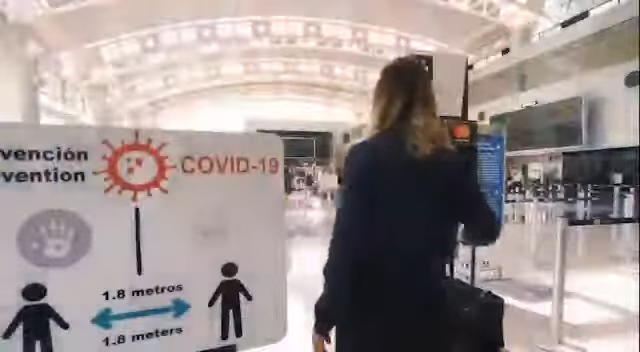 vención
vention
COVID-19
1.8 metros
1.8 meters